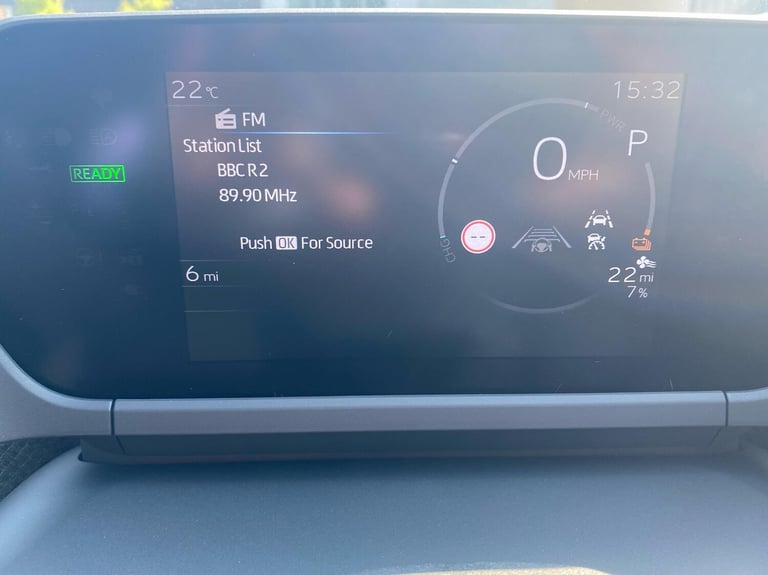 22°C
15:32
FM
PWR
Station List
BBC R 2
89.90 MHz
0 MPH
P
READY
--
Push OK For Source
CHG
6 mi
22 mi
7%